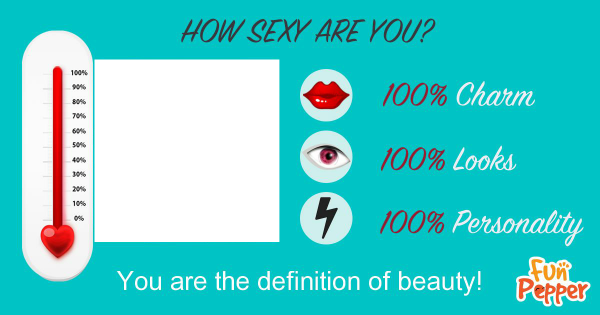 HOW SEXY ARE YOU?
100%
90%
80%
70%
60%
50%
40%
30%
20%
10%
0%
100% Charm
100% Looks
100% Personality
You are the definition of beauty!
Fun
Pepper